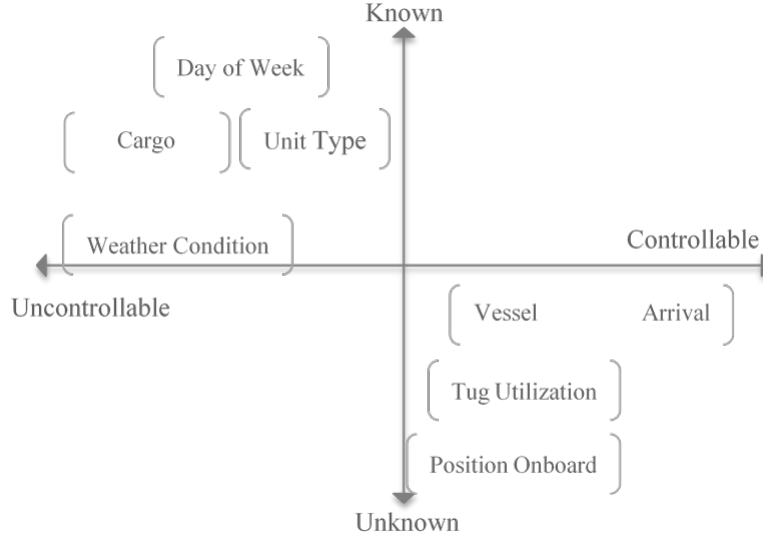 Known
Day of Week
Cargo
Unit Type
Weather Condition
Controllable
Uncontrollable
Vessel Arrival
Tug Utilization
Position Onboard
Unknown